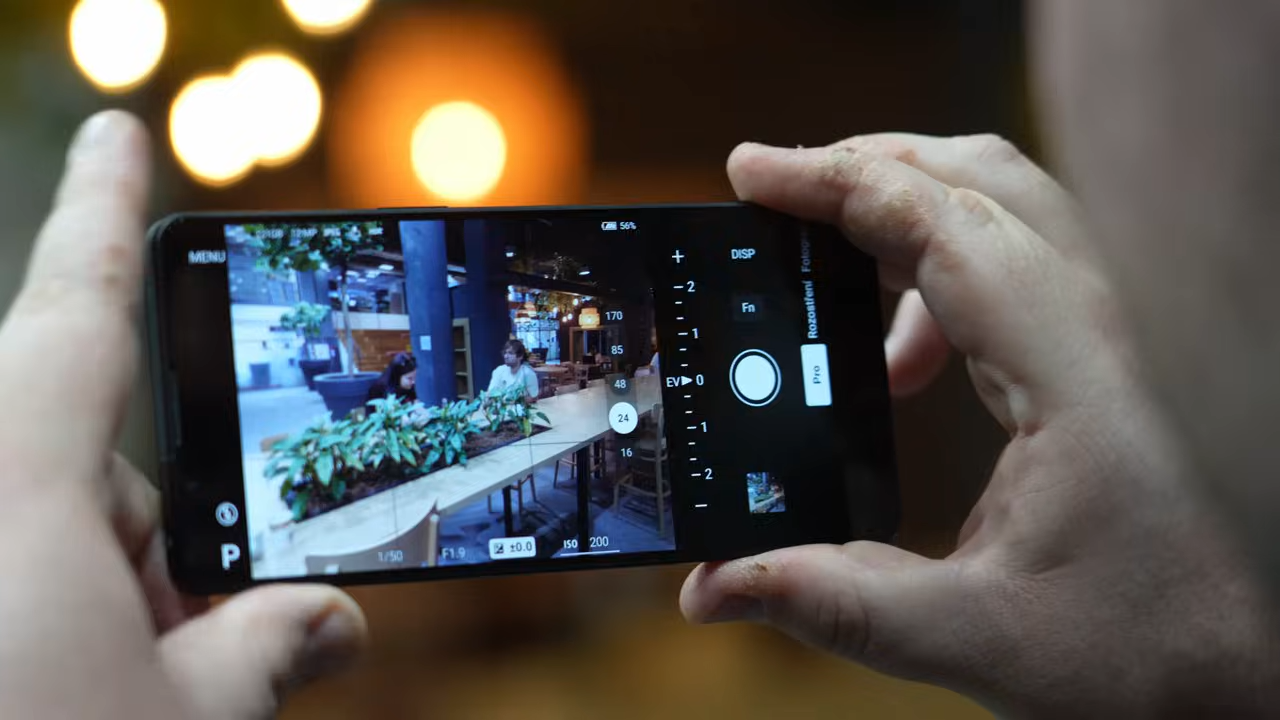 MENU
P
56%
170
85
48
24
16
1/50
F1.9
±0.0
ISO 200
EV
+
2
1
0
1
2
–
DISP
Fn
Rozostření
Pro